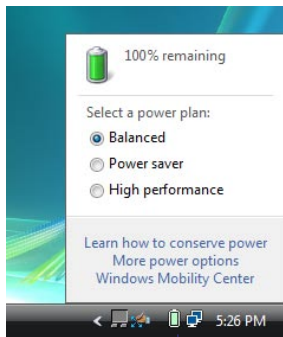 100% remaining
Select a power plan:
Balanced
Power saver
High performance
Learn how to conserve power
More power options
Windows Mobility Center
5:26 PM